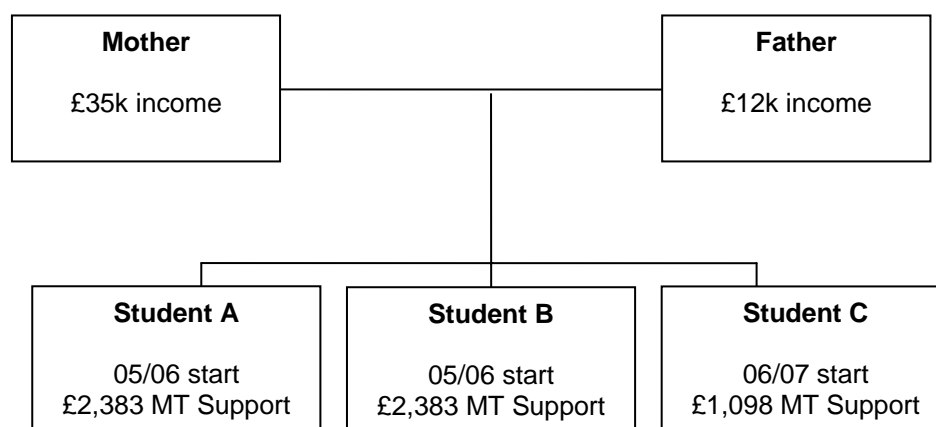 Mother
£35k income
Father
£12k income
Student A
05/06 start
£2,383 MT Support
Student B
05/06 start
£2,383 MT Support
Student C
06/07 start
£1,098 MT Support